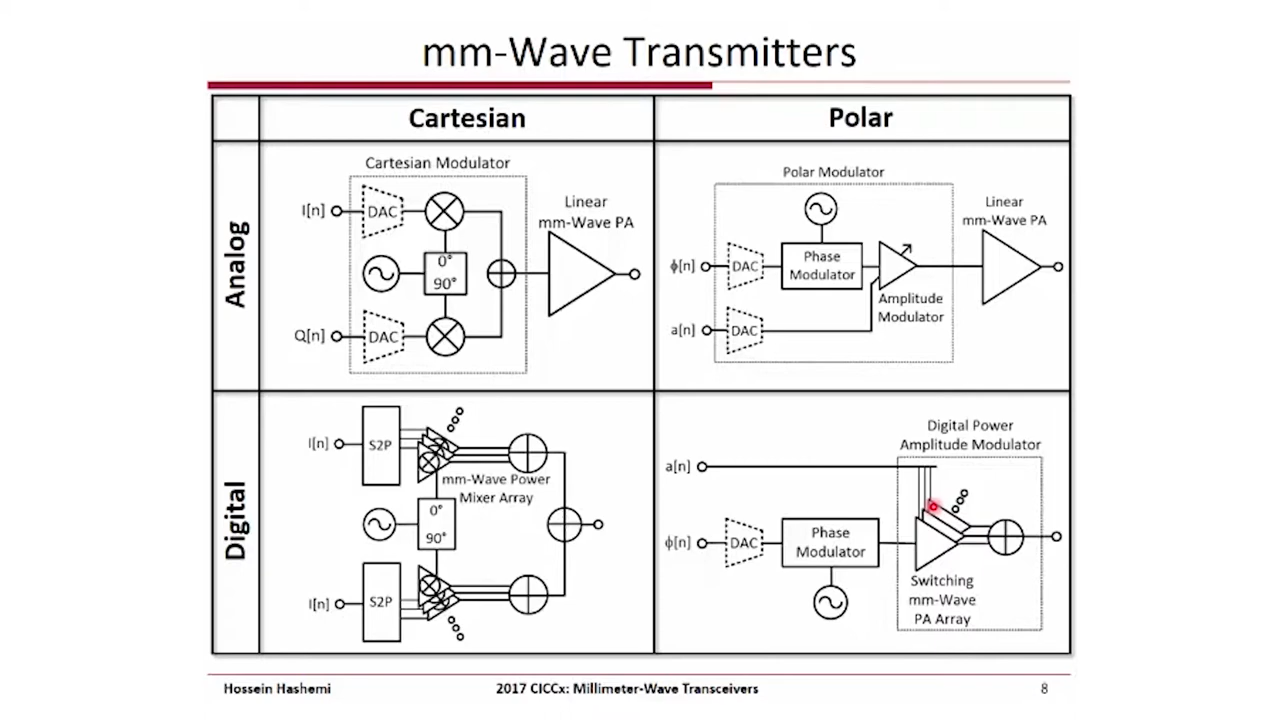 mm-Wave Transmitters
Cartesian
Polar
Analog
Cartesian Modulator
I[n]
DAC
0°
90°
Q[n]
DAC
Linear
mm-Wave PA
Polar Modulator
ϕ[n]
DAC
Phase
Modulator
a[n]
DAC
Amplitude
Modulator
Linear
mm-Wave PA
Digital
I[n]
S2P
mm-Wave Power
Mixer Array
0°
90°
I[n]
S2P
Digital Power
Amplitude Modulator
a[n]
ϕ[n]
DAC
Phase
Modulator
Switching
mm-Wave
PA Array
Hossein Hashemi
2017 CICCx: Millimeter-Wave Transceivers
8